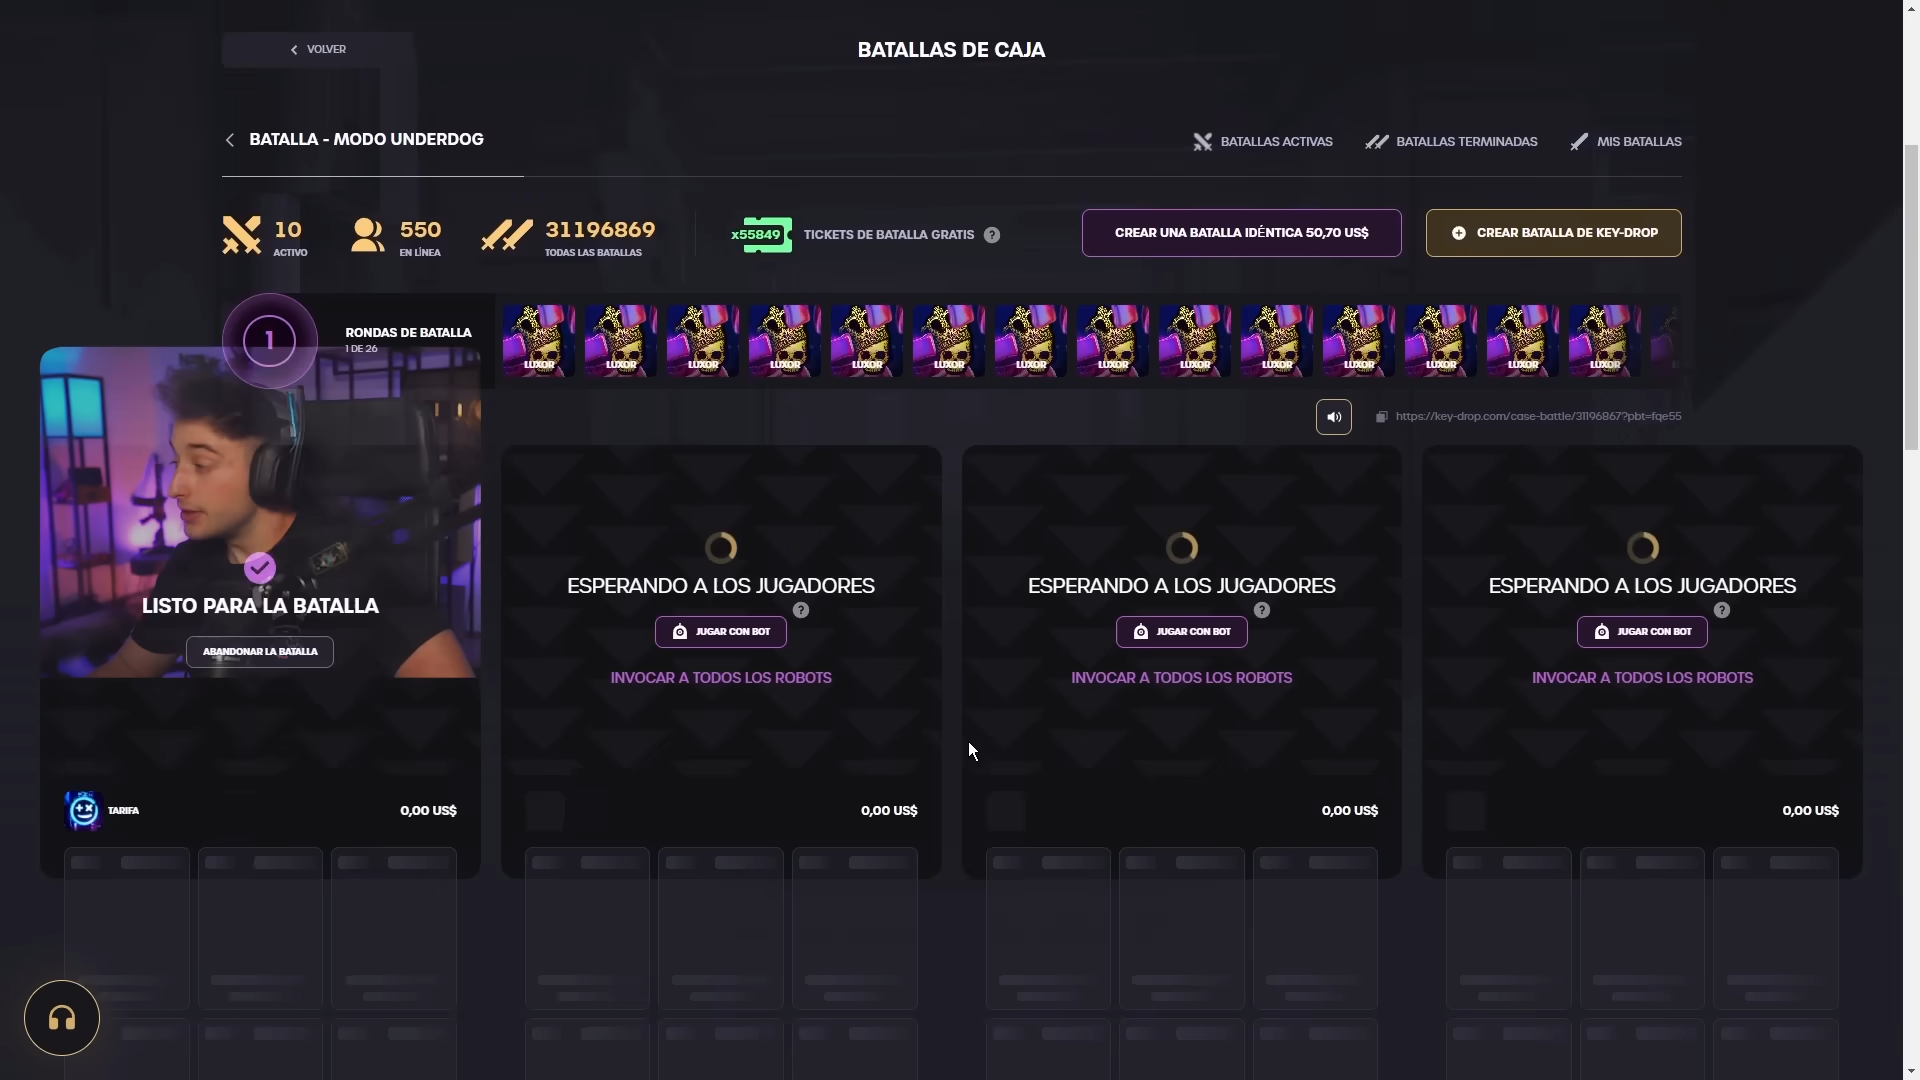 VOLVER
BATALLAS DE CAJA
BATALLA - MODO UNDERDOG
BATALLAS ACTIVAS
BATALLAS TERMINADAS
MIS BATALLAS
10
ACTIVO
550
EN LÍNEA
31196869
TODAS LAS BATALLAS
x55849
TICKETS DE BATALLA GRATIS
?
CREAR UNA BATALLA IDÉNTICA 50,70 US$
CREAR BATALLA DE KEY-DROP
1
RONDAS DE BATALLA
1 DE 26
LUXOR
LUXOR
LUXOR
LUXOR
LUXOR
LUXOR
LUXOR
LUXOR
LUXOR
LUXOR
LUXOR
LUXOR
LUXOR
LUXOR
https://key-drop.com/case-battle/31196867?pbt=fqe55
LISTO PARA LA BATALLA
ABANDONAR LA BATALLA
ESPERANDO A LOS JUGADORES
?
JUGAR CON BOT
INVOCAR A TODOS LOS ROBOTS
ESPERANDO A LOS JUGADORES
?
JUGAR CON BOT
INVOCAR A TODOS LOS ROBOTS
ESPERANDO A LOS JUGADORES
?
JUGAR CON BOT
INVOCAR A TODOS LOS ROBOTS
TARIFA
0,00 US$
0,00 US$
0,00 US$
0,00 US$